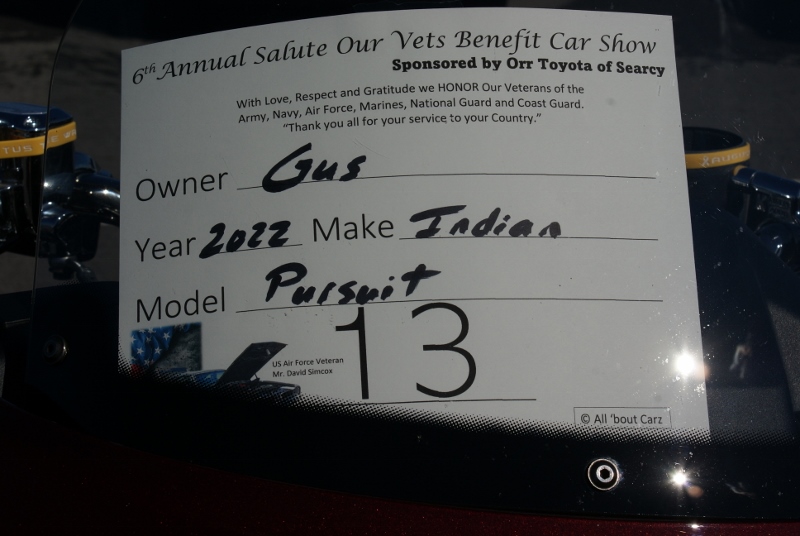 6th Annual Salute Our Vets Benefit Car Show
Sponsored by Orr Toyota of Searcy
With Love, Respect and Gratitude we HONOR Our Veterans of the
Army, Navy, Air Force, Marines, National Guard and Coast Guard.
"Thank you all for your service to your Country."
Owner Gus
Year 2022 Make Indian
Model Pursuit
US Air Force Veteran
Mr. David Simcox
13
© All 'bout Carz